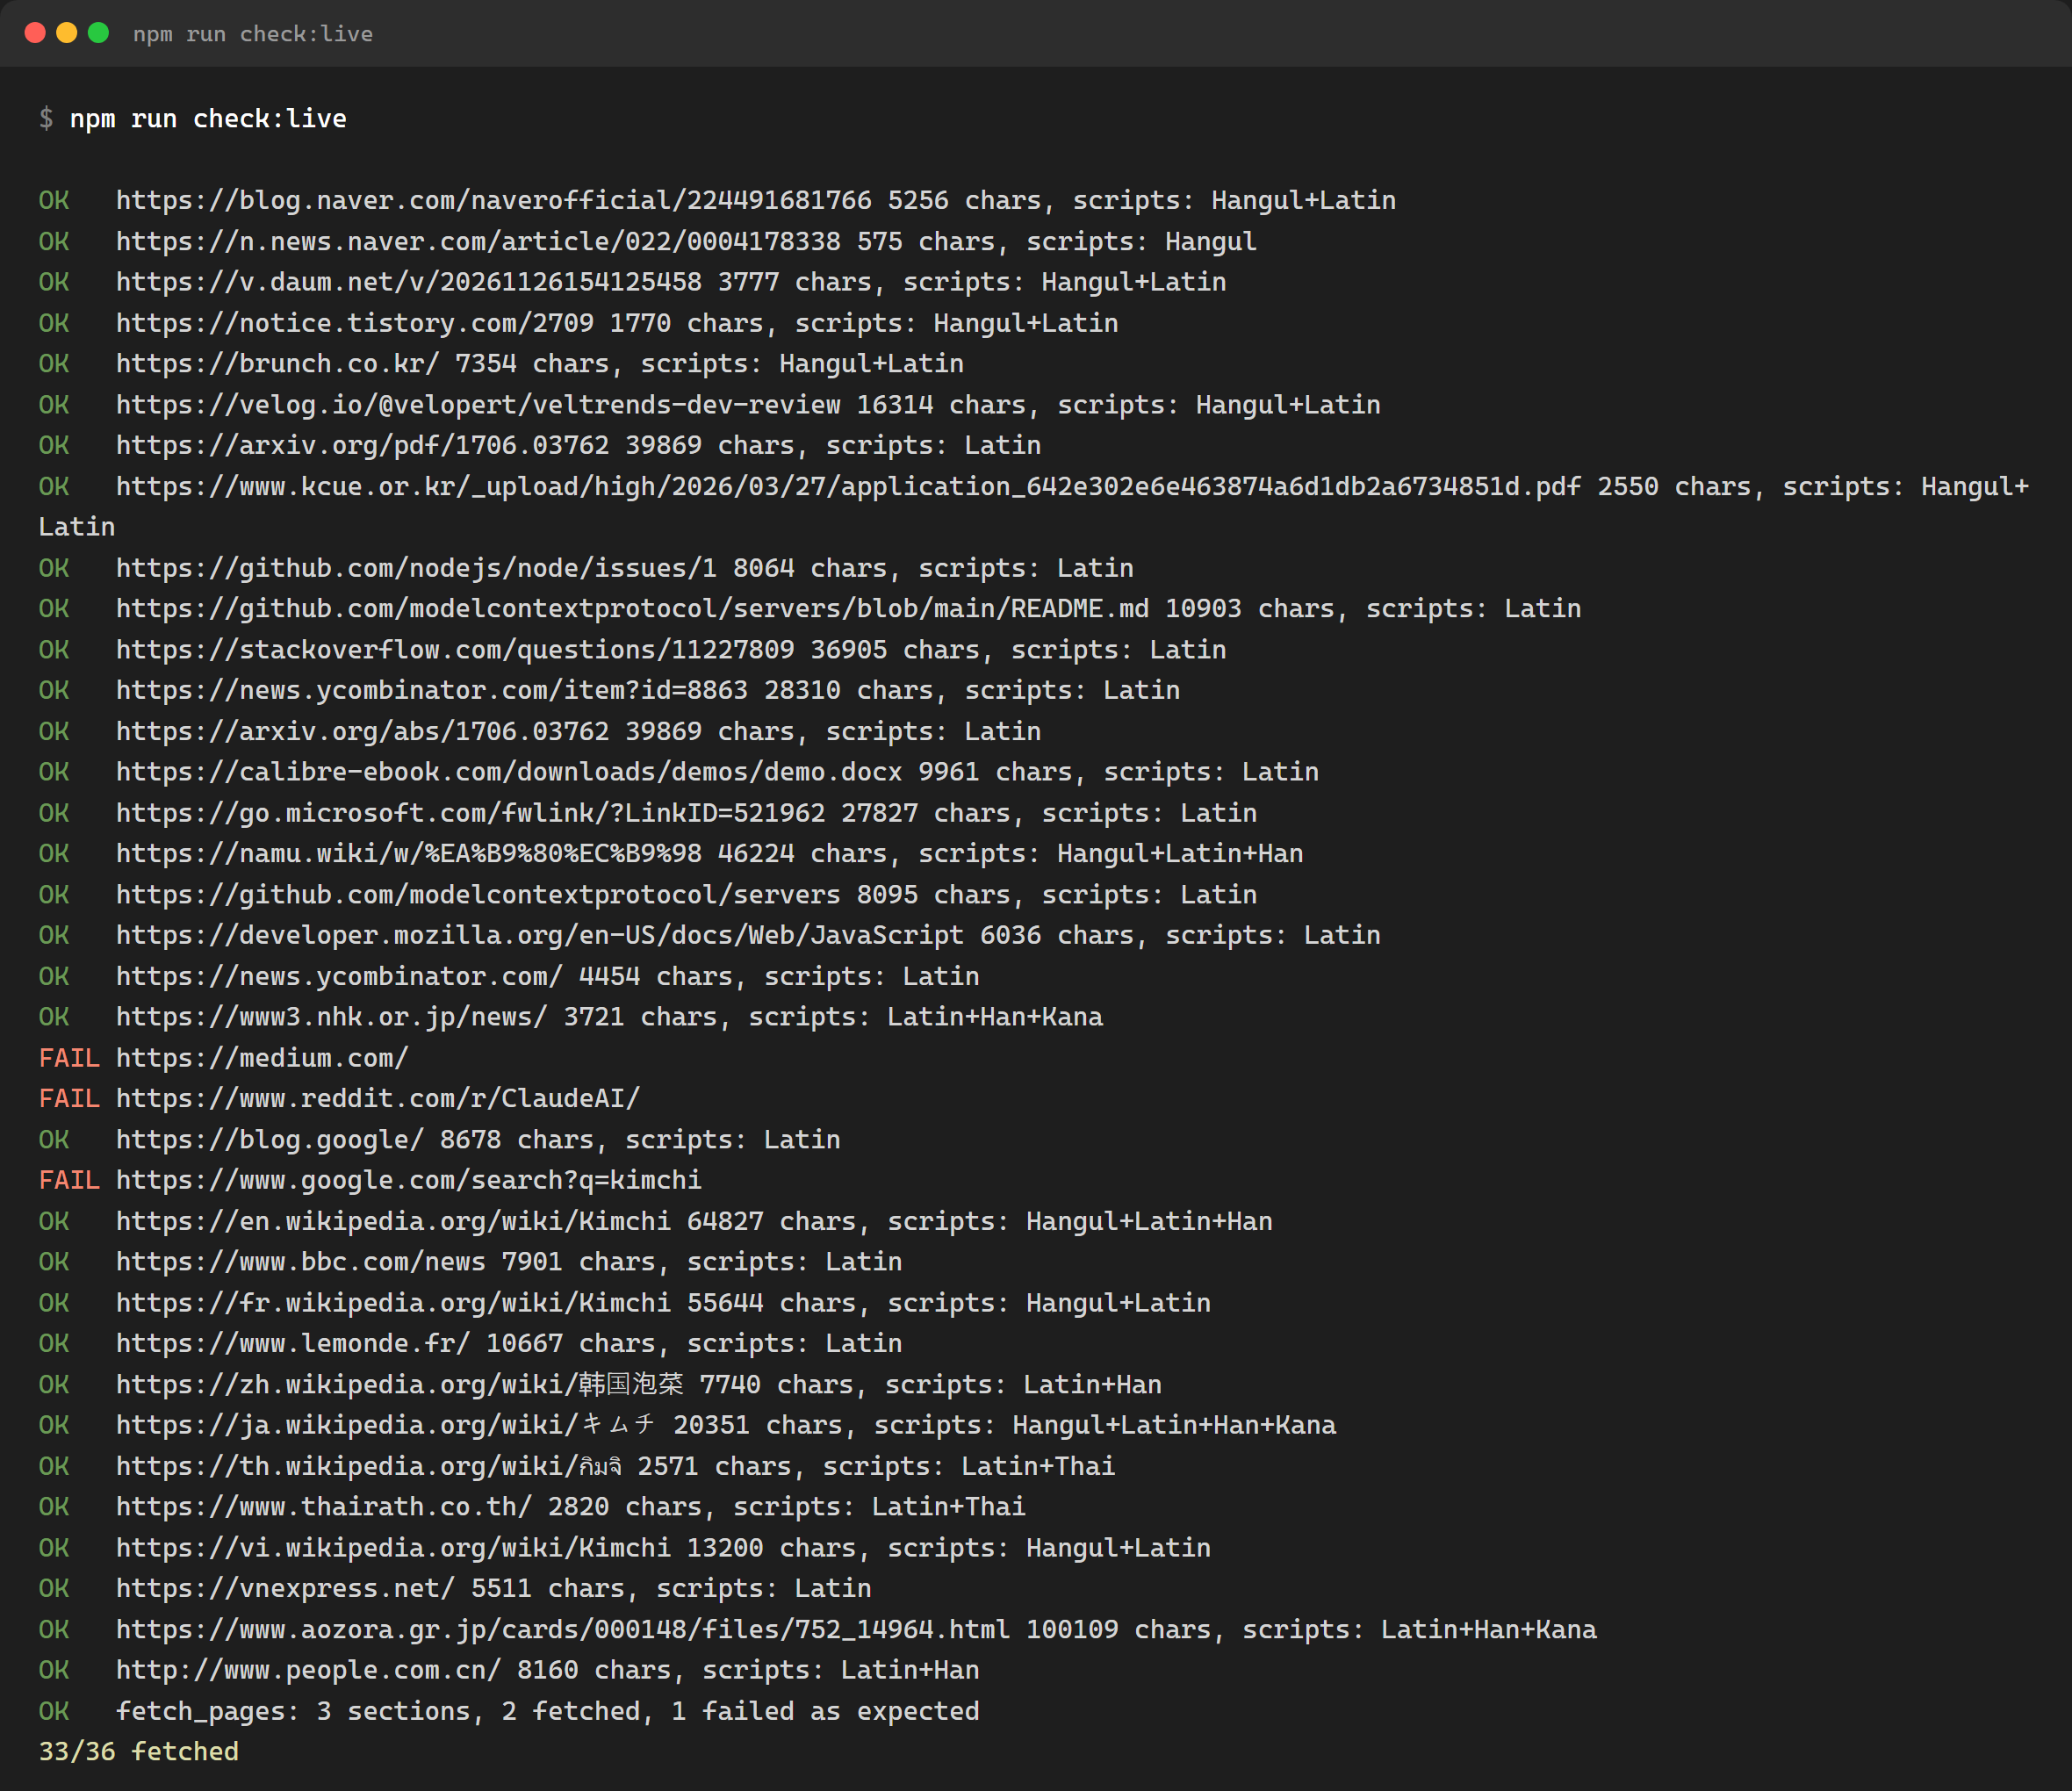 npm run check:live
$ npm run check:live
OK   https://blog.naver.com/naverofficial/224491681766 5256 chars, scripts: Hangul+Latin
OK   https://n.news.naver.com/article/022/0004178338 575 chars, scripts: Hangul
OK   https://v.daum.net/v/20261126154125458 3777 chars, scripts: Hangul+Latin
OK   https://notice.tistory.com/2709 1770 chars, scripts: Hangul+Latin
OK   https://brunch.co.kr/ 7354 chars, scripts: Hangul+Latin
OK   https://velog.io/@velopert/veltrends-dev-review 16314 chars, scripts: Hangul+Latin
OK   https://arxiv.org/pdf/1706.03762 39869 chars, scripts: Latin
OK   https://www.kcue.or.kr/_upload/high/2026/03/27/application_642e302e6e463874a6d1db2a6734851d.pdf 2550 chars, scripts: Hangul+
Latin
OK   https://github.com/nodejs/node/issues/1 8064 chars, scripts: Latin
OK   https://github.com/modelcontextprotocol/servers/blob/main/README.md 10903 chars, scripts: Latin
OK   https://stackoverflow.com/questions/11227809 36905 chars, scripts: Latin
OK   https://news.ycombinator.com/item?id=8863 28310 chars, scripts: Latin
OK   https://arxiv.org/abs/1706.03762 39869 chars, scripts: Latin
OK   https://calibre-ebook.com/downloads/demos/demo.docx 9961 chars, scripts: Latin
OK   https://go.microsoft.com/fwlink/?LinkID=521962 27827 chars, scripts: Latin
OK   https://namu.wiki/w/%EA%B9%80%EC%B9%98 46224 chars, scripts: Hangul+Latin+Han
OK   https://github.com/modelcontextprotocol/servers 8095 chars, scripts: Latin
OK   https://developer.mozilla.org/en-US/docs/Web/JavaScript 6036 chars, scripts: Latin
OK   https://news.ycombinator.com/ 4454 chars, scripts: Latin
OK   https://www3.nhk.or.jp/news/ 3721 chars, scripts: Latin+Han+Kana
FAIL https://medium.com/
FAIL https://www.reddit.com/r/ClaudeAI/
OK   https://blog.google/ 8678 chars, scripts: Latin
FAIL https://www.google.com/search?q=kimchi
OK   https://en.wikipedia.org/wiki/Kimchi 64827 chars, scripts: Hangul+Latin+Han
OK   https://www.bbc.com/news 7901 chars, scripts: Latin
OK   https://fr.wikipedia.org/wiki/Kimchi 55644 chars, scripts: Hangul+Latin
OK   https://www.lemonde.fr/ 10667 chars, scripts: Latin
OK   https://zh.wikipedia.org/wiki/韩国泡菜 7740 chars, scripts: Latin+Han
OK   https://ja.wikipedia.org/wiki/キムチ 20351 chars, scripts: Hangul+Latin+Han+Kana
OK   https://th.wikipedia.org/wiki/กิมจิ 2571 chars, scripts: Latin+Thai
OK   https://www.thairath.co.th/ 2820 chars, scripts: Latin+Thai
OK   https://vi.wikipedia.org/wiki/Kimchi 13200 chars, scripts: Hangul+Latin
OK   https://vnexpress.net/ 5511 chars, scripts: Latin
OK   https://www.aozora.gr.jp/cards/000148/files/752_14964.html 100109 chars, scripts: Latin+Han+Kana
OK   http://www.people.com.cn/ 8160 chars, scripts: Latin+Han
OK   fetch_pages: 3 sections, 2 fetched, 1 failed as expected
33/36 fetched